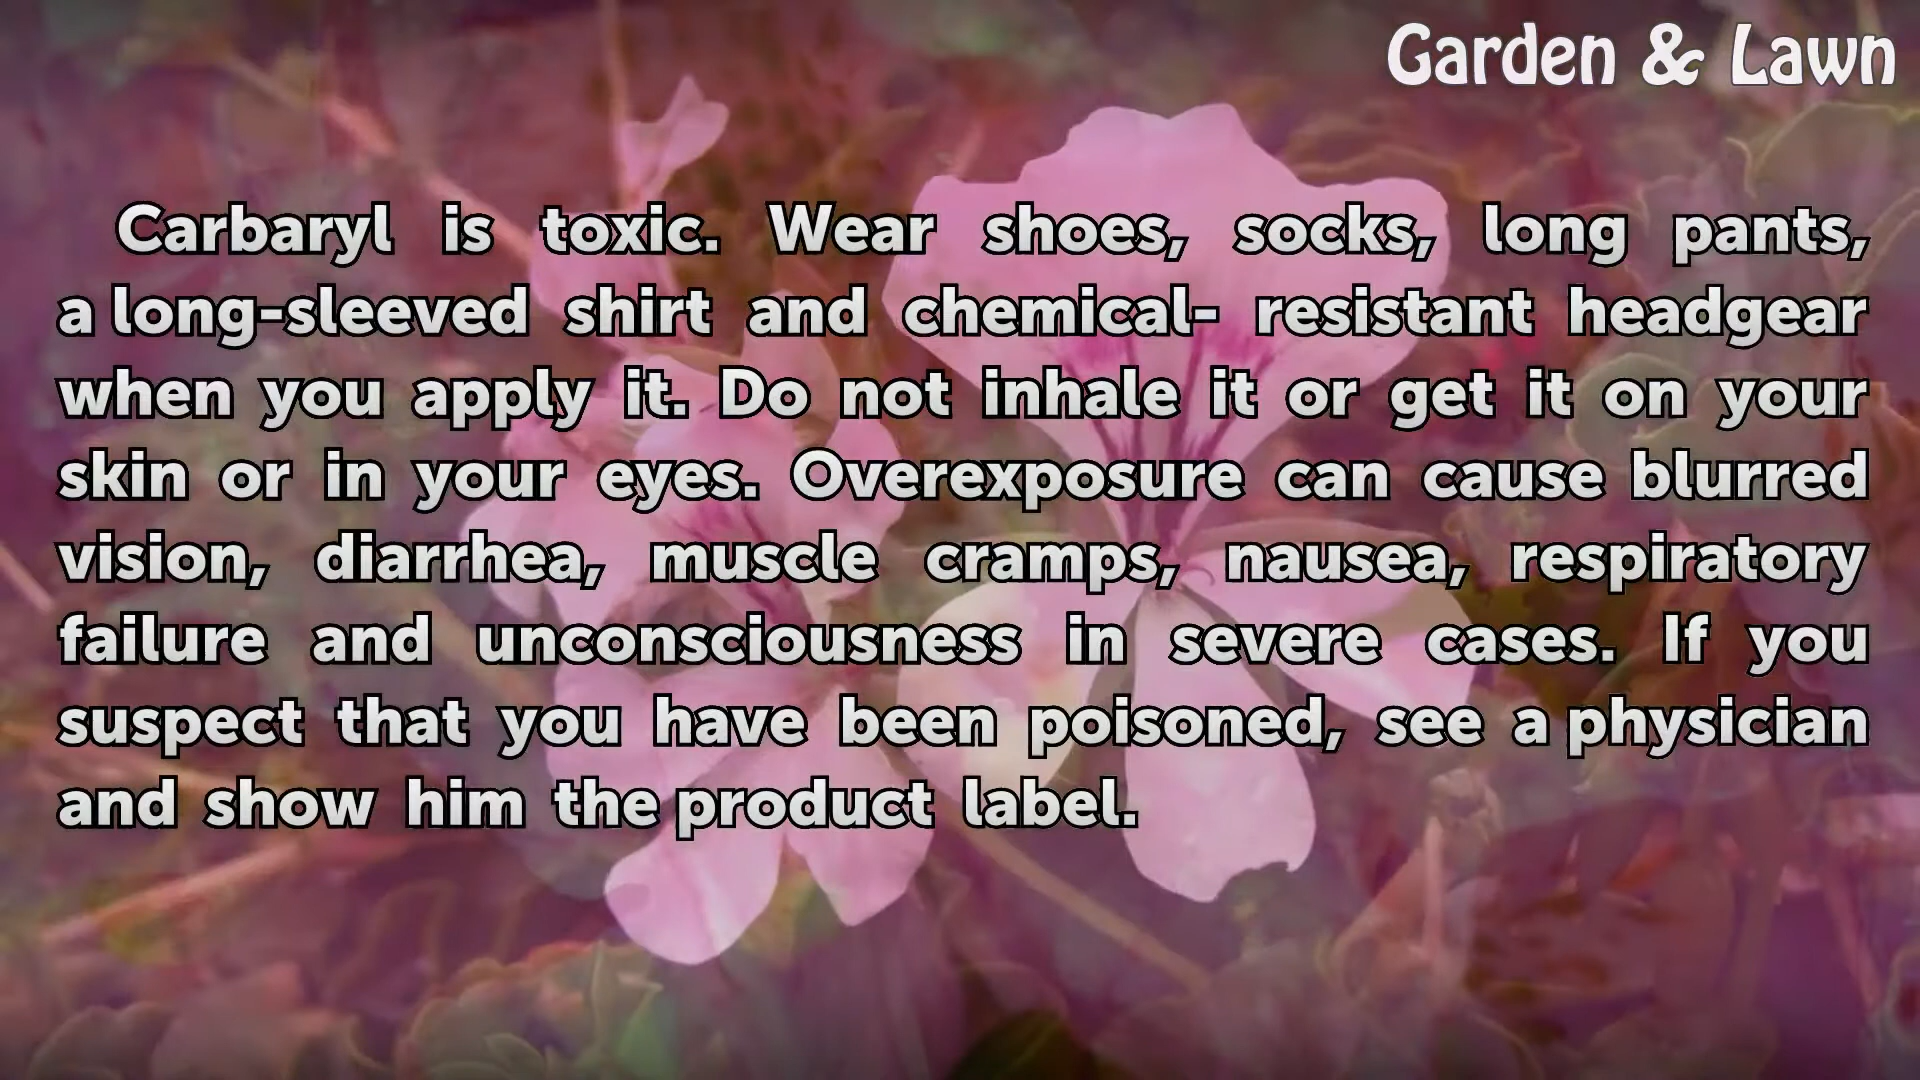 Garden & Lawn
Carbaryl is toxic. Wear shoes, socks, long pants,
a long-sleeved shirt and chemical- resistant headgear
when you apply it. Do not inhale it or get it on your
skin or in your eyes. Overexposure can cause blurred
vision, diarrhea, muscle cramps, nausea, respiratory
failure and unconsciousness in severe cases. If you
suspect that you have been poisoned, see a physician
and show him the product label.